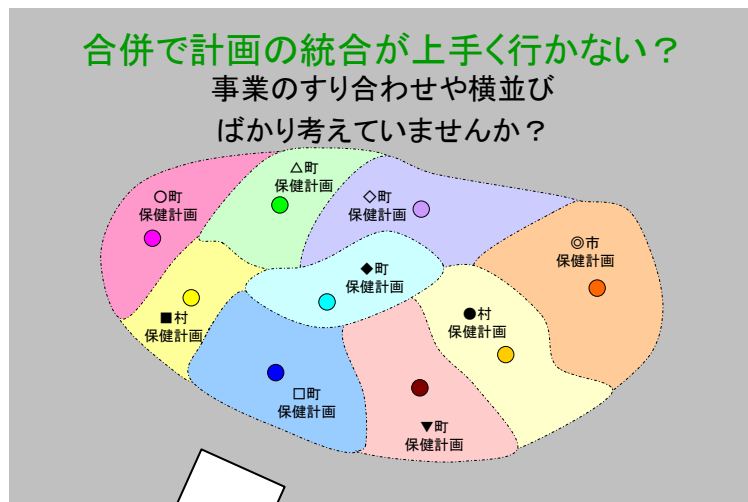 合併で計画の統合が上手く行かない？
事業のすり合わせや横並び
ばかり考えていませんか？
○町
保健計画
△町
保健計画
◇町
保健計画
◎市
保健計画
◆町
保健計画
■村
保健計画
●村
保健計画
□町
保健計画
▼町
保健計画